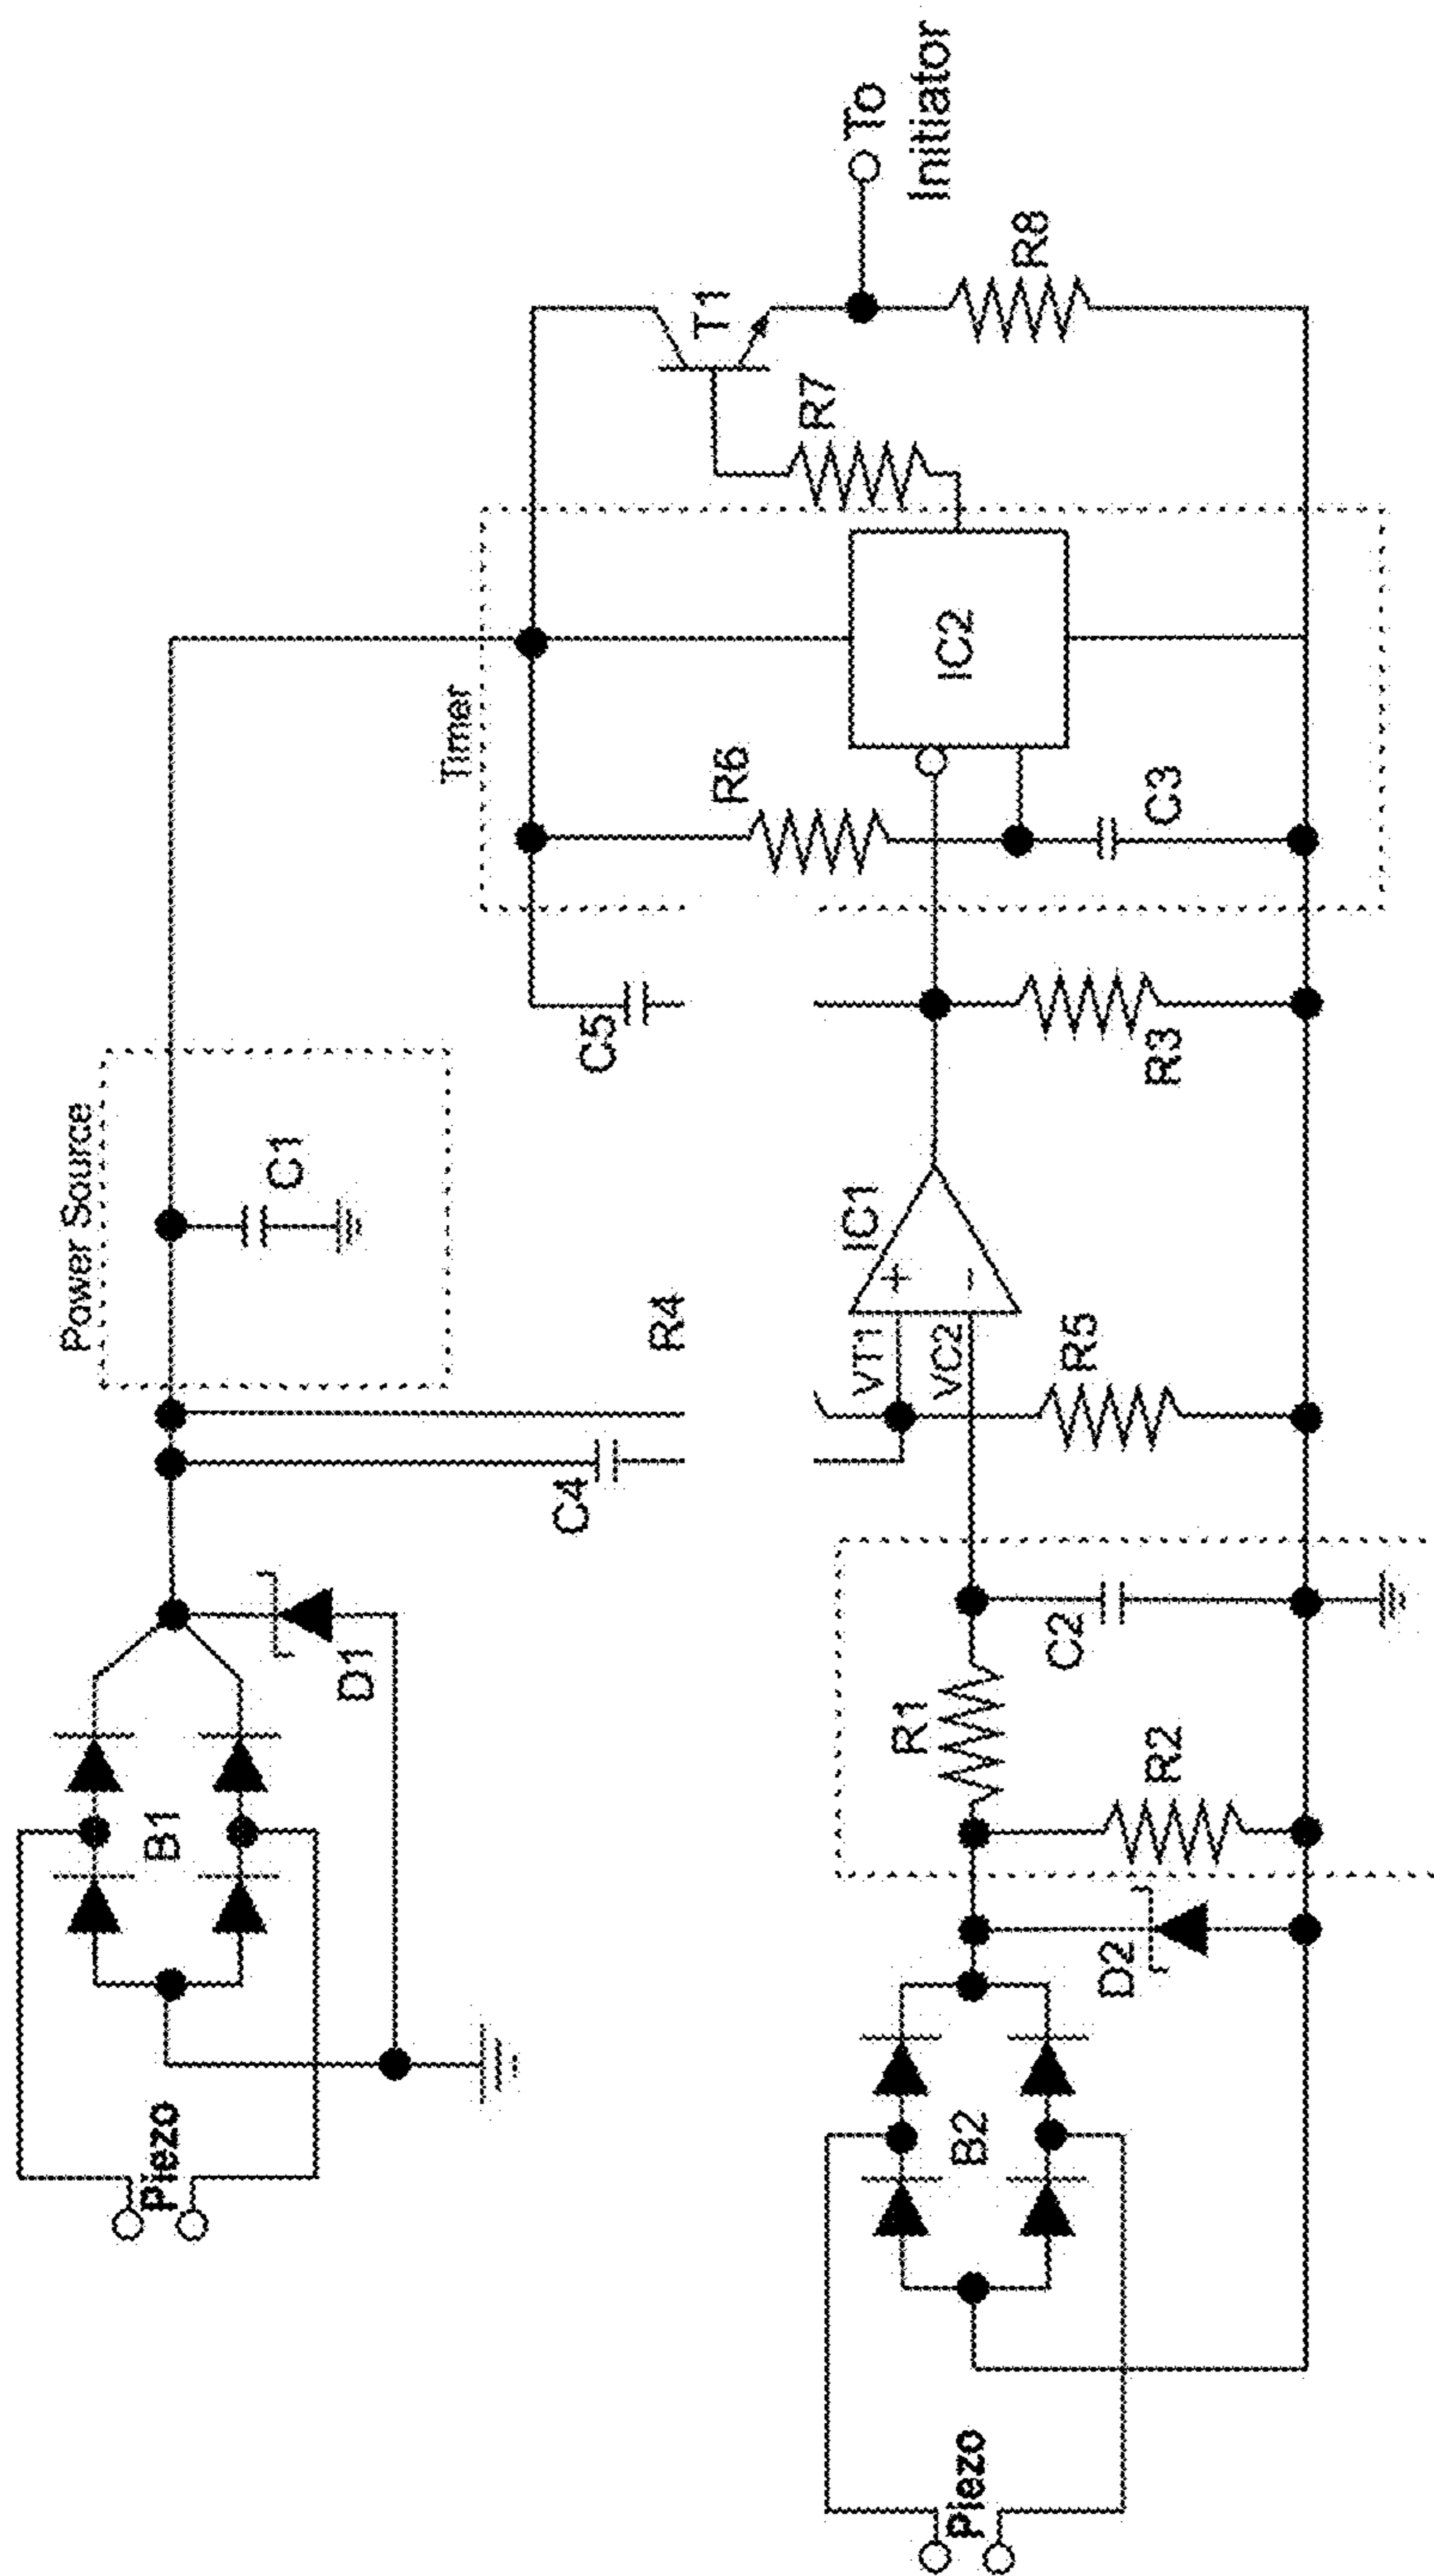 Power Source
Piezo
B1
D1
C1
C4
R4
C5
Timer
R6
T1
R7
To
Initiator
IC1
VT1
VC2
IC2
R8
R1
R5
R3
C3
C2
R2
D2
B2
Piezo
+
-